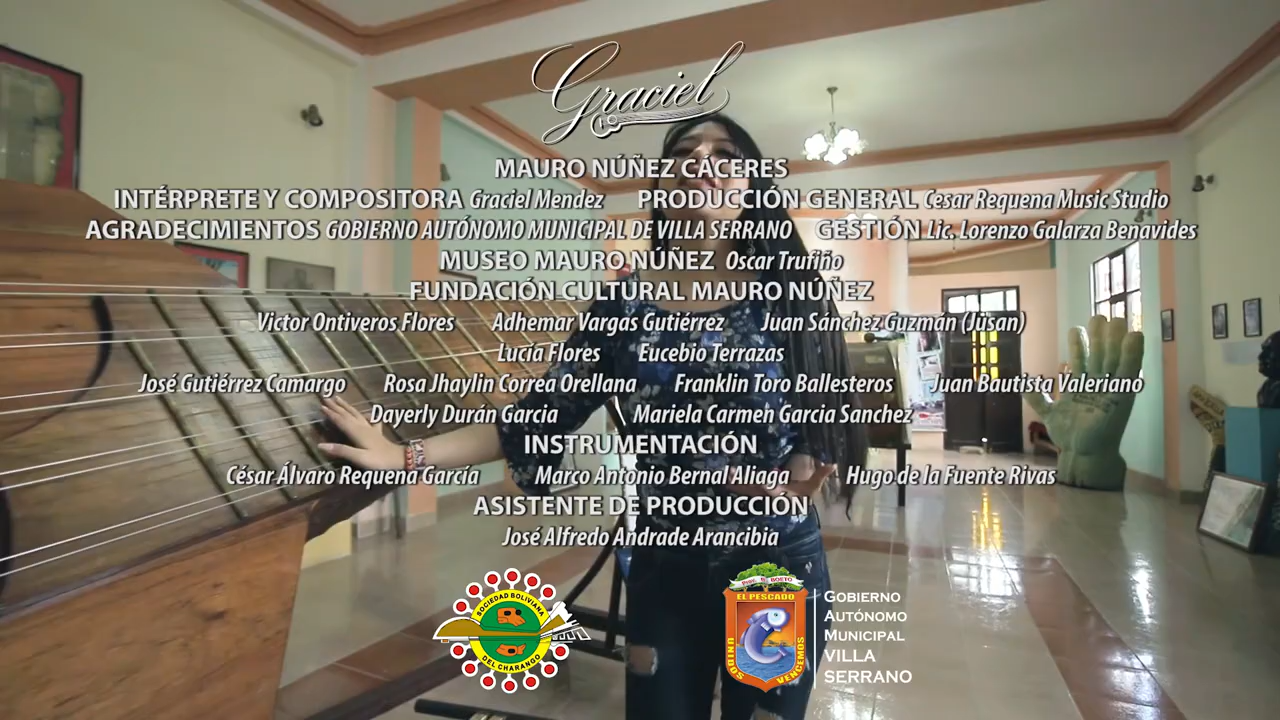 Graciel
MAURO NÚÑEZ CÁCERES
INTÉRPRETE Y COMPOSITORA Graciel Mendez PRODUCCIÓN GENERAL Cesar Requena Music Studio
AGRADECIMIENTOS GOBIERNO AUTÓNOMO MUNICIPAL DE VILLA SERRANO GESTIÓN Lic. Lorenzo Galarza Benavides
MUSEO MAURO NÚÑEZ Oscar Trufiño
FUNDACIÓN CULTURAL MAURO NÚÑEZ
Victor Ontiveros Flores Adhemar Vargas Gutiérrez Juan Sánchez Guzmán (Jüsan)
Lucía Flores Eucebio Terrazas
José Gutiérrez Camargo Rosa Jhaylin Correa Orellana Franklin Toro Ballesteros Juan Bautista Valeriano
Dayerly Durán Garcia Mariela Carmen Garcia Sanchez
INSTRUMENTACIÓN
César Álvaro Requena García Marco Antonio Bernal Aliaga Hugo de la Fuente Rivas
ASISTENTE DE PRODUCCIÓN
José Alfredo Andrade Arancibia
SOCIEDAD BOLIVIANA
DEL CHARANGO
Prov. B. BOETO
EL PESCADO
UNIDOS VENCEMOS
GOBIERNO
AUTÓNOMO
MUNICIPAL
VILLA
SERRANO